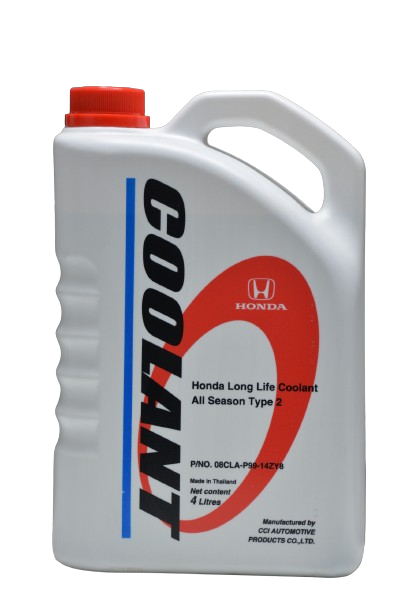 COOLANT
HONDA
Honda Long Life Coolant
All Season Type 2
P/NO. 08CLA-P99-14ZY8
Made in Thailand
Net content
4 Litres
Manufactured by
CCI AUTOMOTIVE
PRODUCTS CO.,LTD.